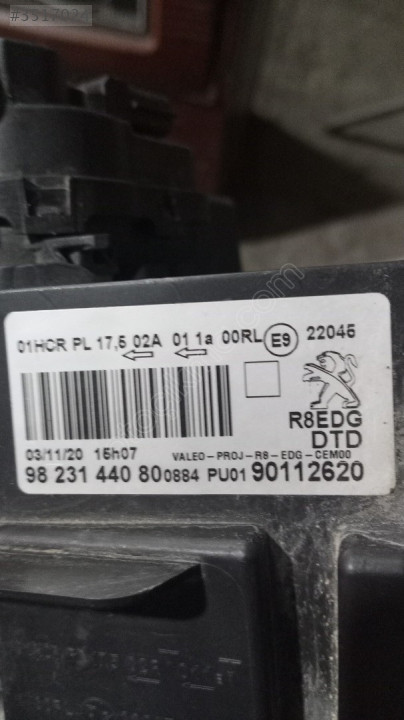 01HCR PL 17,5 02A 01 1a 00RL E9 22045
R8EDG
DTD
03/11/20 15h07 VALEO-PROJ-R8-EDG-CEM00
98 231 440 80 0884 PU01 90112620